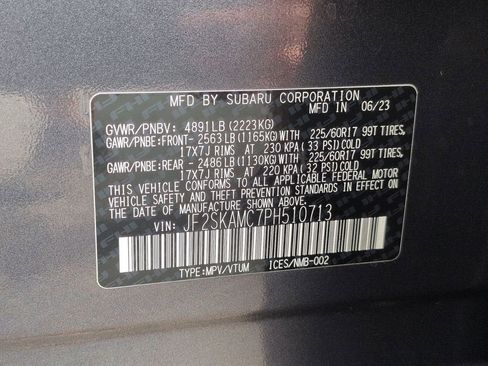 MFD BY SUBARU CORPORATION
MFD IN 06/23
GVWR/PNBV: 4891LB(2223KG)
GAWR/PNBE:FRONT- 2563LB(1165KG)WITH 225/60R17 99T TIRES,
17X7J RIMS AT 230 KPA (33 PSI)COLD
GAWR/PNBE:REAR -2486LB(1130KG)WITH 225/60R17 99T TIRES,
17X7J RIMS AT 220 KPA (32 PSI)COLD
THIS VEHICLE CONFORMS TO ALL APPLICABLE
FEDERAL MOTOR VEHICLE SAFETY AND BUMPER
STANDARDS IN EFFECT ON THE DATE OF
MANUFACTURE SHOWN ABOVE.
VIN: JF2SKAMC7PH510713
TYPE:MPV/VTUM ICES/NMB-002